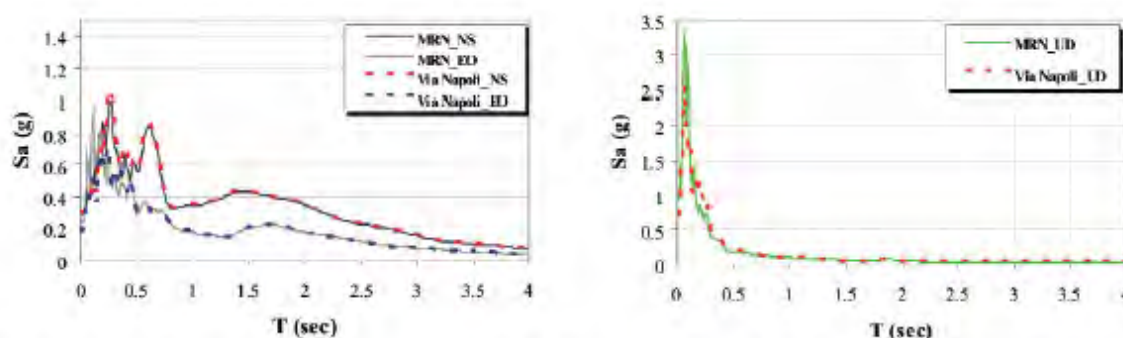 1.4
1.2
1
0.8
0.6
0.4
0.2
0
Sa (g)
MRN_NS
MRN_EO
Via Napoli_NS
Via Napoli_EO
0 0.5 1 1.5 2 2.5 3 3.5 4
T (sec)
3.5
3
2.5
2
1.5
1
0.5
0
Sa (g)
MRN_UD
Via Napoli_UD
0 0.5 1 1.5 2 2.5 3 3.5 4
T (sec)